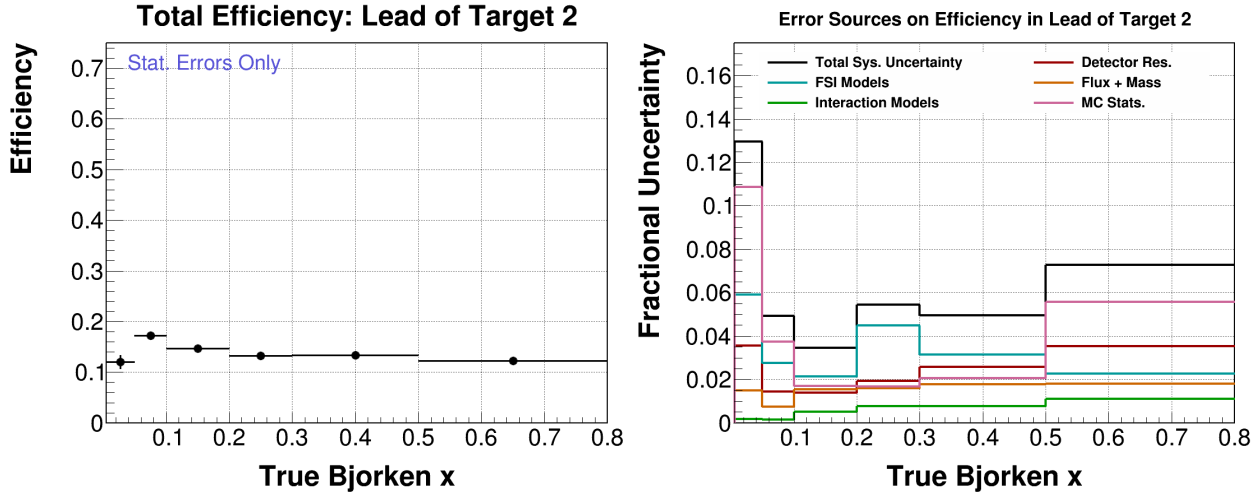 Total Efficiency: Lead of Target 2
Stat. Errors Only
Efficiency
0.7
0.6
0.5
0.4
0.3
0.2
0.1
0
0.1 0.2 0.3 0.4 0.5 0.6 0.7 0.8
True Bjorken x
Error Sources on Efficiency in Lead of Target 2
Total Sys. Uncertainty
FSI Models
Interaction Models
Detector Res.
Flux + Mass
MC Stats.
Fractional Uncertainty
0.16
0.14
0.12
0.1
0.08
0.06
0.04
0.02
0
0.1 0.2 0.3 0.4 0.5 0.6 0.7 0.8
True Bjorken x